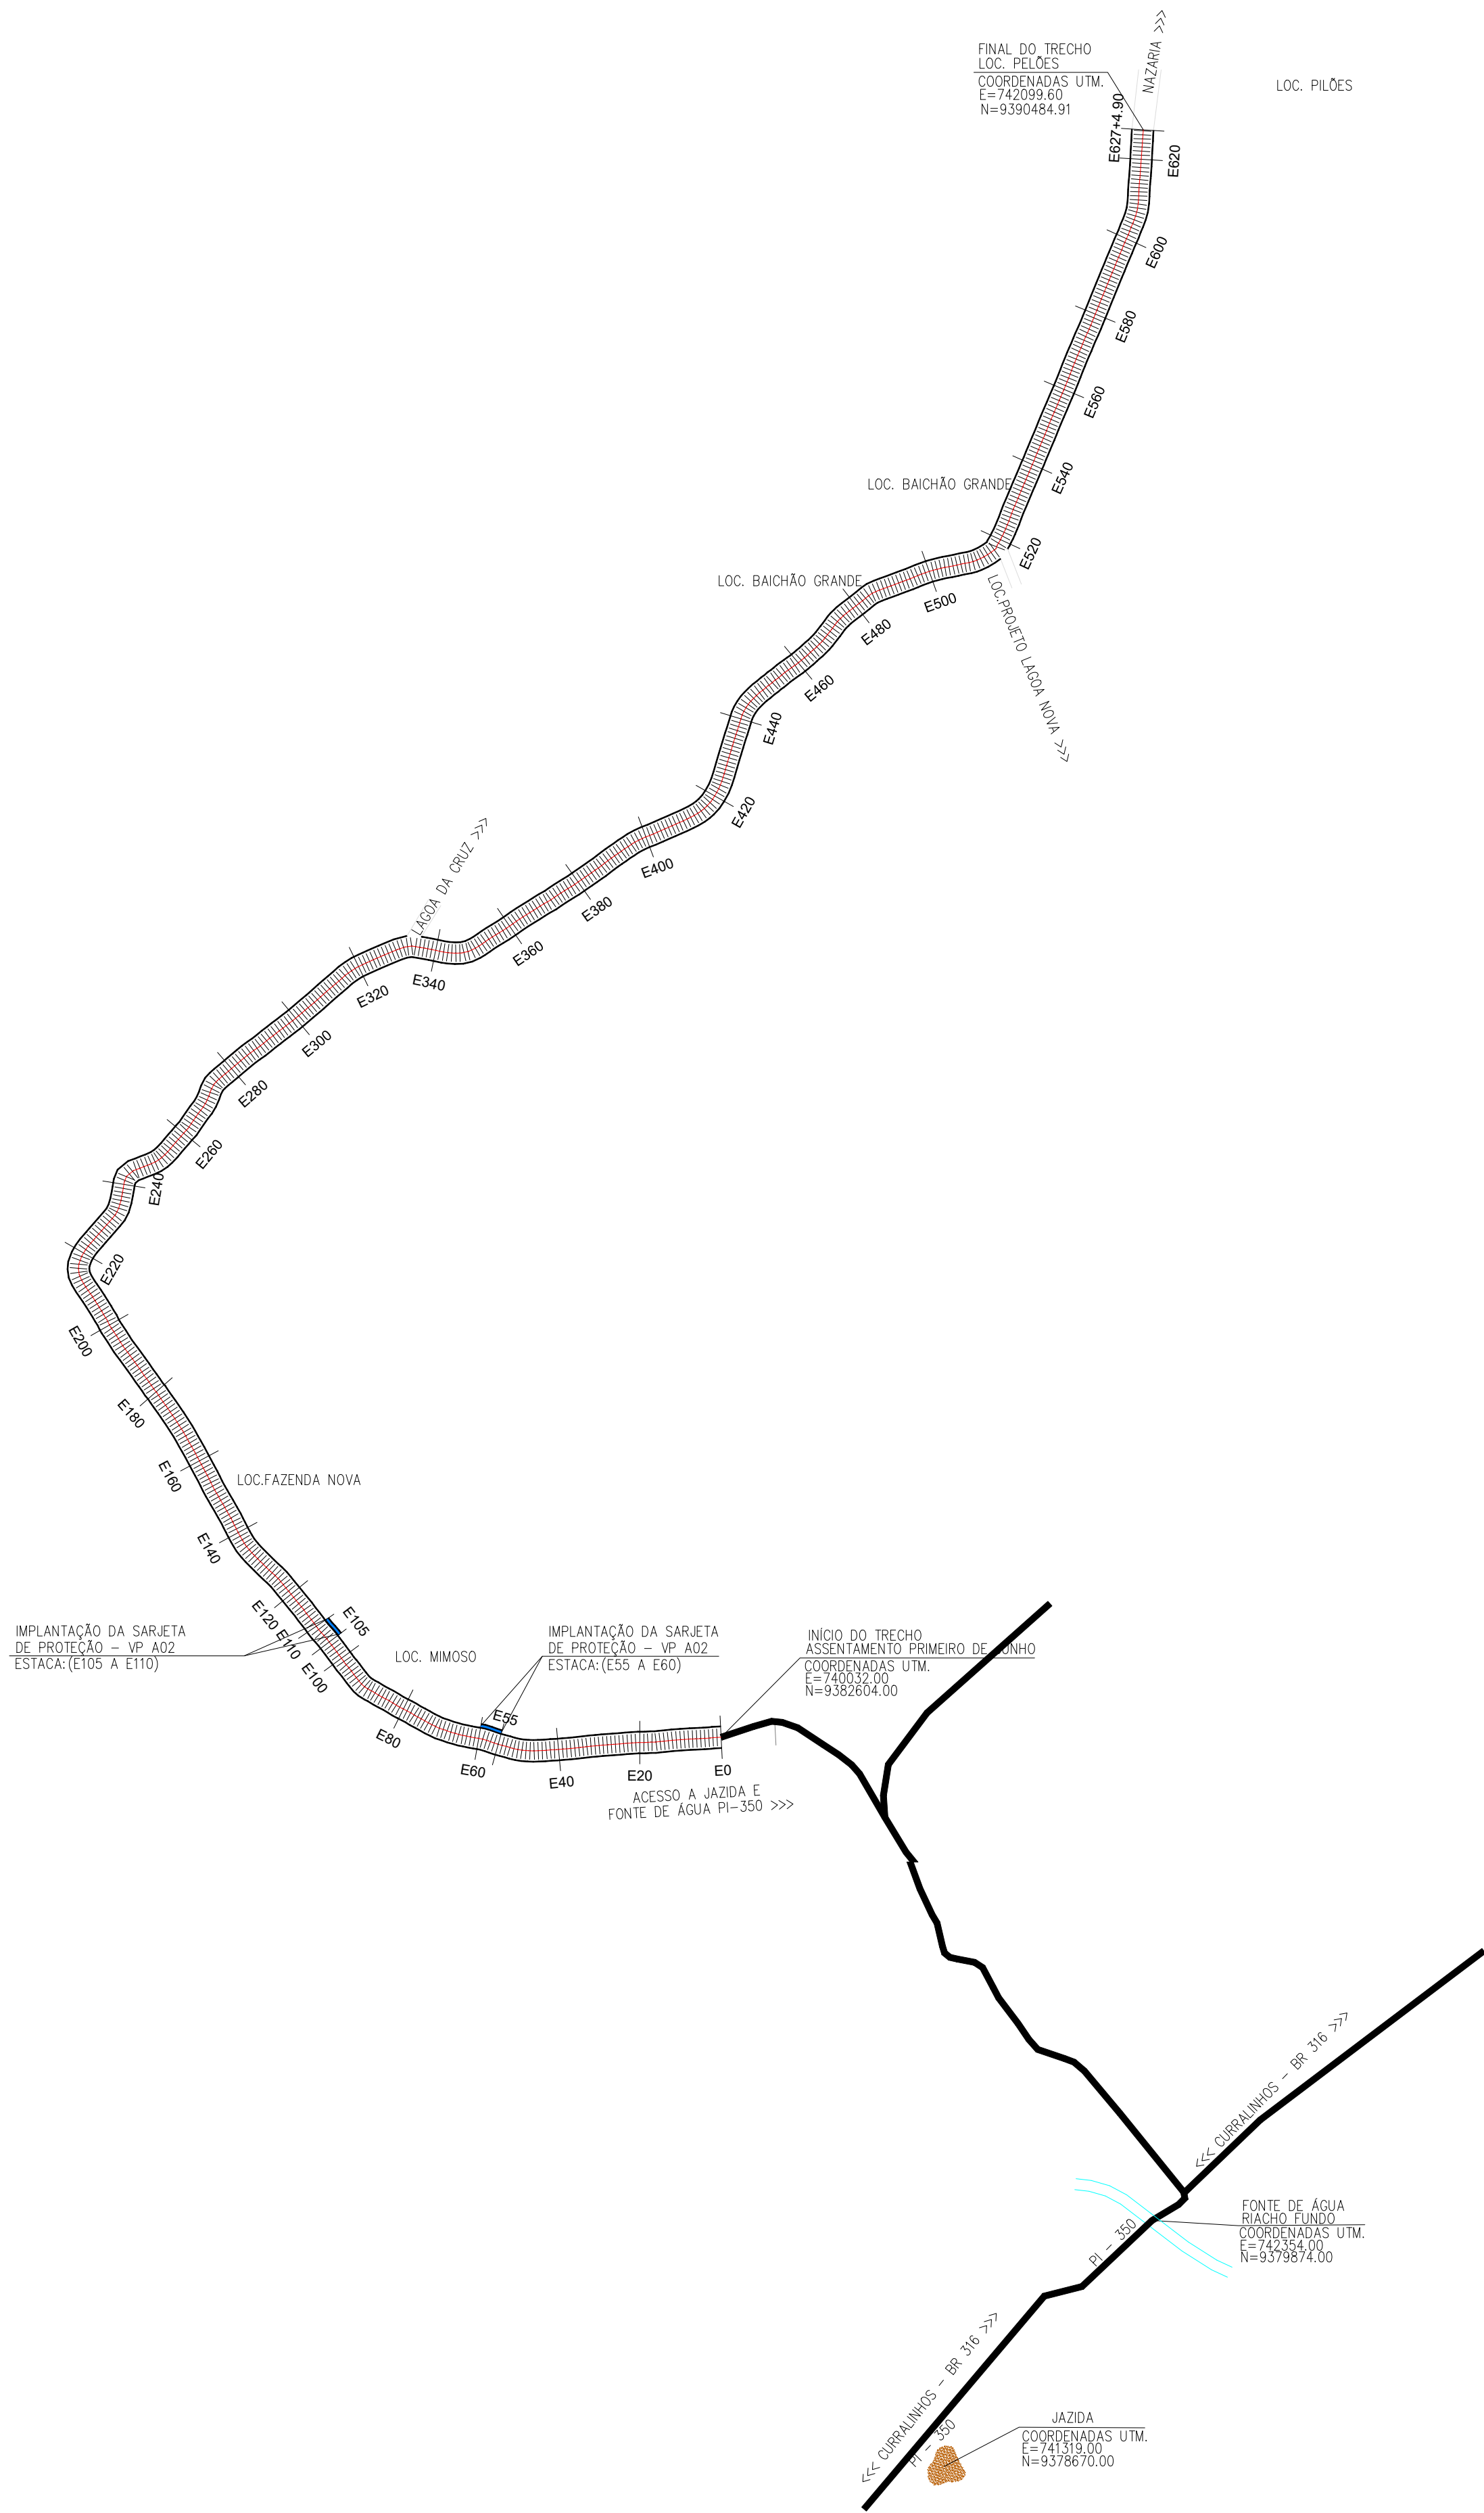 NAZARIA >>>
FINAL DO TRECHO
LOC. PELÕES
COORDENADAS UTM.
E=742099.60
N=9390484.91
LOC. PILÕES
E627+4.90
E620
E600
E580
E560
E540
LOC. BAICHÃO GRANDE
E520
LOC. BAICHÃO GRANDE
E500
LOC.PROJETO LAGOA NOVA >>>
E480
E460
E440
E420
LAGOA DA CRUZ >>>
E400
E380
E360
E340
E320
E300
E280
E260
E240
E220
E200
E180
E160
LOC.FAZENDA NOVA
E140
E120
E110
E105
E100
IMPLANTAÇÃO DA SARJETA
DE PROTEÇÃO - VP A02
ESTACA:(E105 A E110)
LOC. MIMOSO
IMPLANTAÇÃO DA SARJETA
DE PROTEÇÃO - VP A02
ESTACA:(E55 A E60)
INÍCIO DO TRECHO
ASSENTAMENTO PRIMEIRO DE JUNHO
COORDENADAS UTM.
E=740032.00
N=9382604.00
E80
E55
E60
E40
E20
E0
ACESSO A JAZIDA E
FONTE DE ÁGUA PI-350 >>>
<<< CURRALINHOS - BR 316 >>>
FONTE DE ÁGUA
RIACHO FUNDO
COORDENADAS UTM.
E=742354.00
N=9379874.00
PI - 350
<<< CURRALINHOS - BR 316 >>>
PI - 350
JAZIDA
COORDENADAS UTM.
E=741319.00
N=9378670.00